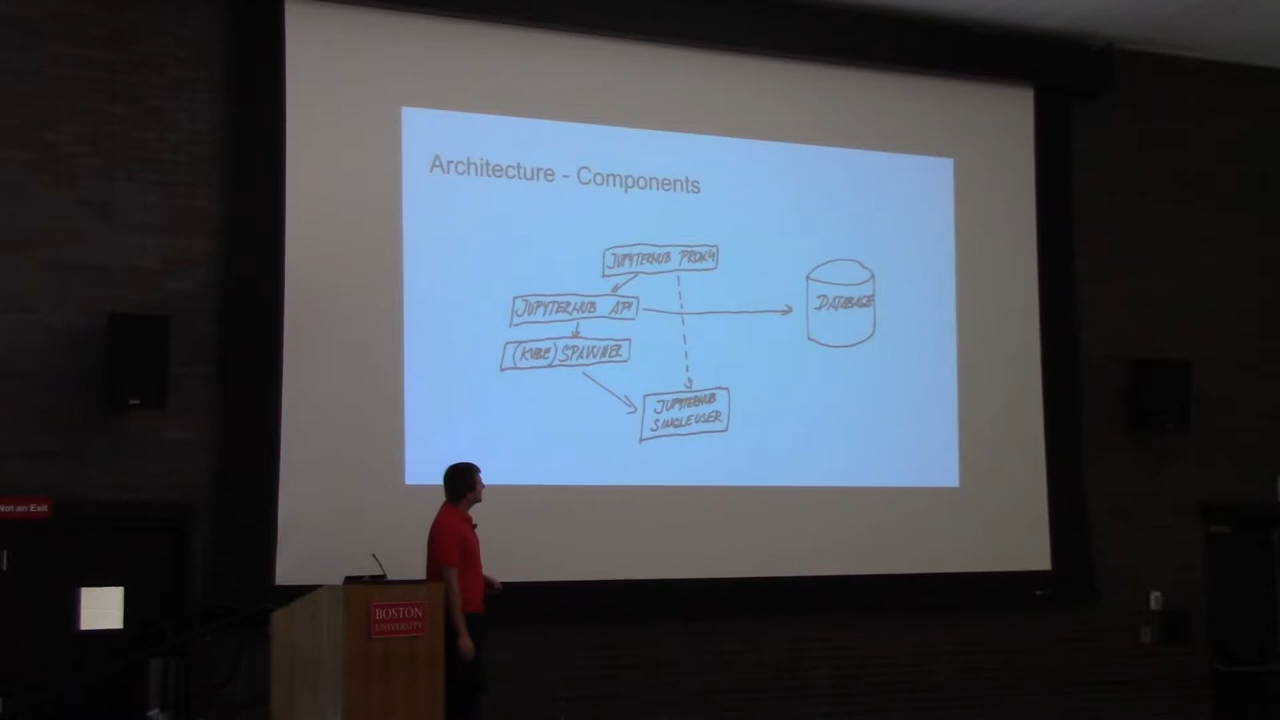 Architecture - Components
JUPYTERHUB PROXY
JUPYTERHUB API
DATABASE
(KUBE) SPAWNER
JUPYTERHUB
SINGLEUSER
Not an Exit
BOSTON
UNIVERSITY